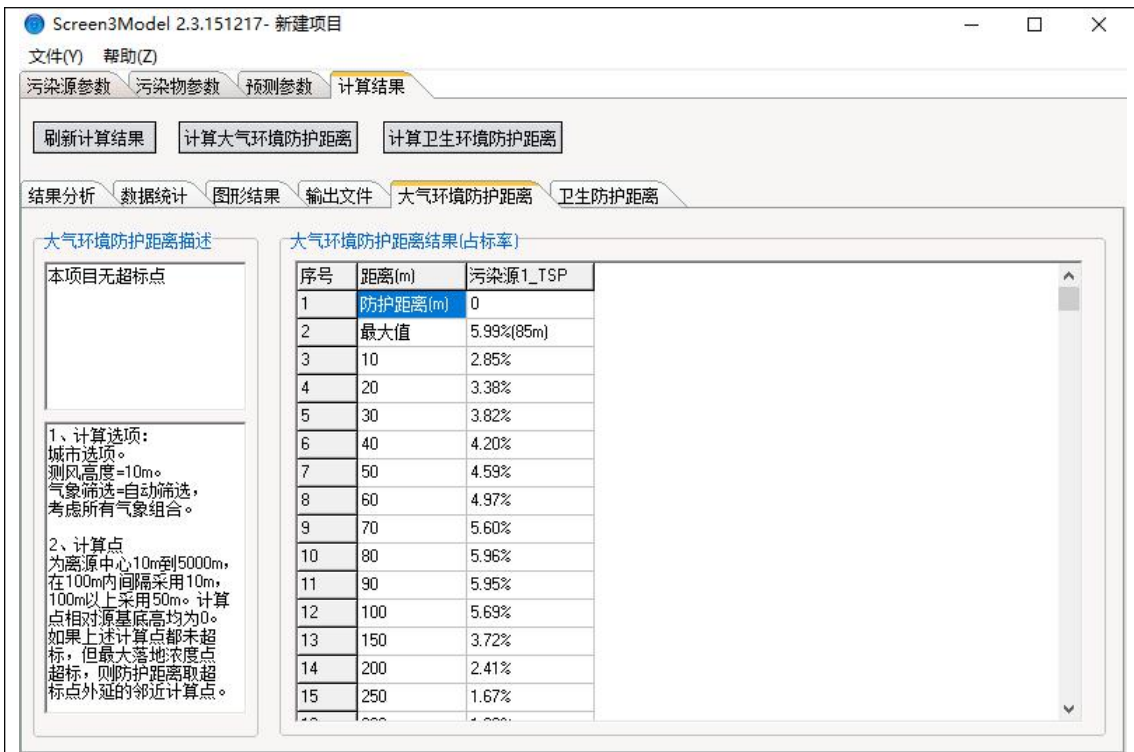 Screen3Model 2.3.151217- 新建项目
文件(Y) 帮助(Z)
污染源参数 污染物参数 预测参数 计算结果
刷新计算结果 计算大气环境防护距离 计算卫生环境防护距离
结果分析 数据统计 图形结果 输出文件 大气环境防护距离 卫生防护距离
大气环境防护距离描述
本项目无超标点
1、计算选项：
城市选项。
测风高度=10m。
气象筛选=自动筛选，
考虑所有气象组合。
2、计算点
为离源中心10m到5000m，
在100m内间隔采用10m，
100m以上采用50m。计算
点相对源基底高均为0。
如果上述计算点都未超
标，但最大落地浓度点
超标，则防护距离取超
标点外延的邻近计算点。
大气环境防护距离结果(占标率)
序号 距离(m) 污染源1_TSP
1 防护距离(m) 0
2 最大值 5.99%(85m)
3 10 2.85%
4 20 3.38%
5 30 3.82%
6 40 4.20%
7 50 4.59%
8 60 4.97%
9 70 5.60%
10 80 5.96%
11 90 5.95%
12 100 5.69%
13 150 3.72%
14 200 2.41%
15 250 1.67%